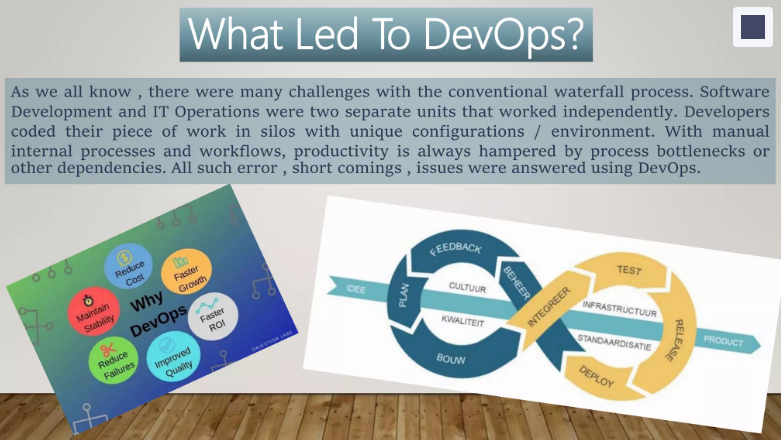 What Led To DevOps?
As we all know , there were many challenges with the conventional waterfall process. Software
Development and IT Operations were two separate units that worked independently. Developers
coded their piece of work in silos with unique configurations / environment. With manual
internal processes and workflows, productivity is always hampered by process bottlenecks or
other dependencies. All such error , short comings , issues were answered using DevOps.
Reduce
Cost
Faster
Growth
Maintain
Stability
Why
DevOps
Faster
ROI
Reduce
Failures
Improved
Quality
OBJECTION LABS
FEEDBACK
BEHEER
PLAN
IDEE
CULTUUR
KWALITEIT
BOUW
INTEGREER
TEST
INFRASTRUCTUUR
STANDAARDISATIE
RELEASE
PRODUCT
DEPLOY